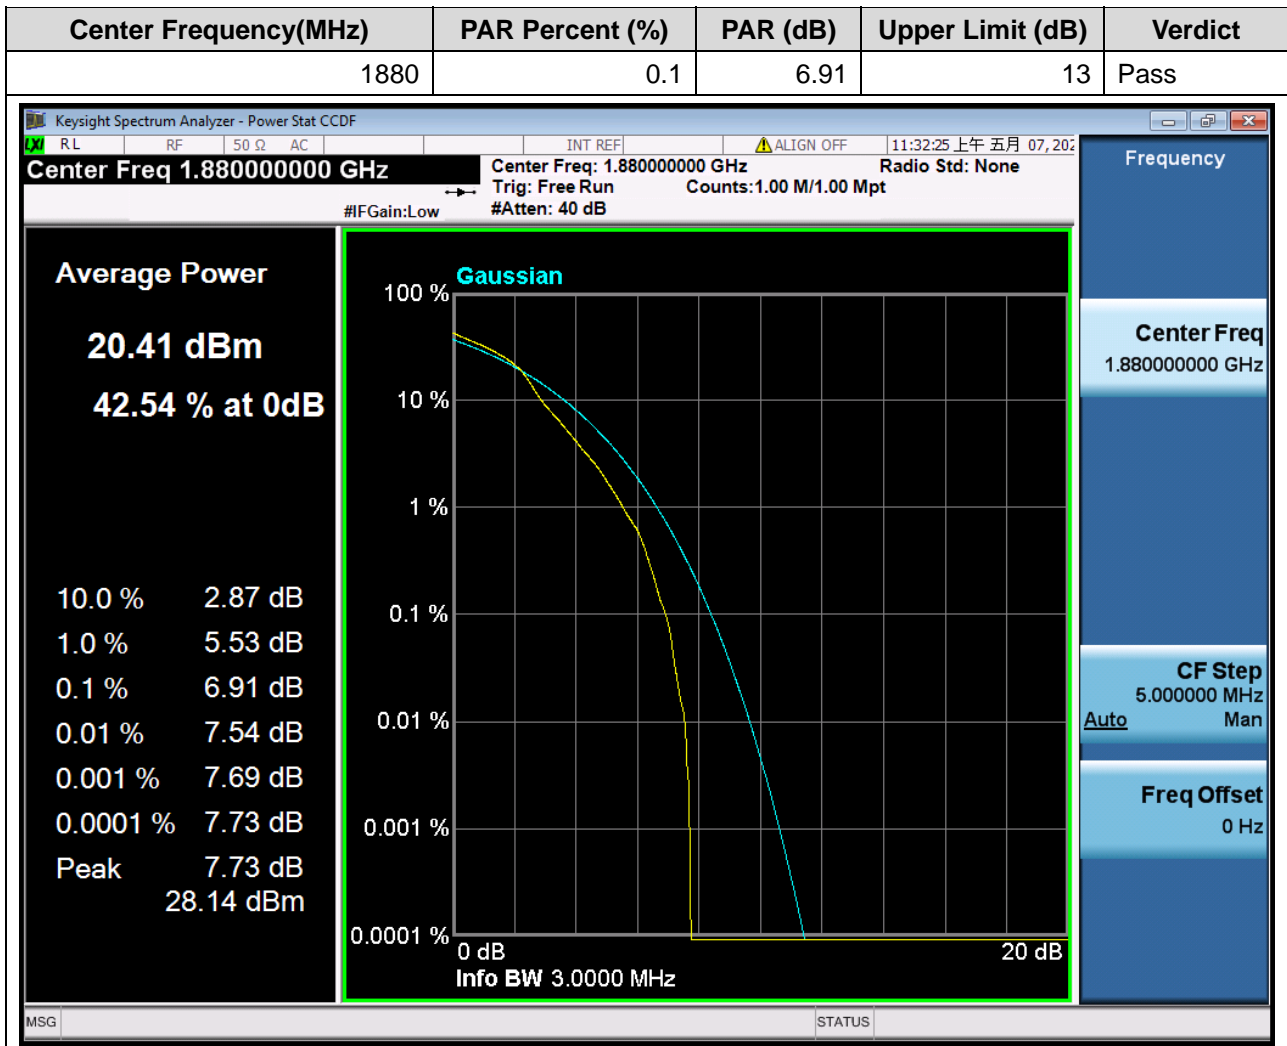 Center Frequency(MHz) PAR Percent (%) PAR (dB) Upper Limit (dB) Verdict
1880 0.1 6.91 13 Pass
Keysight Spectrum Analyzer - Power Stat CCDF
LXI RL RF 50 Ω AC INT REF ALIGN OFF 11:32:25 上午 五月 07, 202
Center Freq 1.880000000 GHz
Center Freq: 1.880000000 GHz Radio Std: None
Trig: Free Run Counts:1.00 M/1.00 Mpt
#IFGain:Low #Atten: 40 dB
Average Power
20.41 dBm
42.54 % at 0dB
10.0 % 2.87 dB
1.0 % 5.53 dB
0.1 % 6.91 dB
0.01 % 7.54 dB
0.001 % 7.69 dB
0.0001 % 7.73 dB
Peak 7.73 dB
28.14 dBm
Gaussian
100 %
10 %
1 %
0.1 %
0.01 %
0.001 %
0.0001 %
0 dB 20 dB
Info BW 3.0000 MHz
Frequency
Center Freq
1.880000000 GHz
CF Step
5.000000 MHz
Auto Man
Freq Offset
0 Hz
MSG STATUS